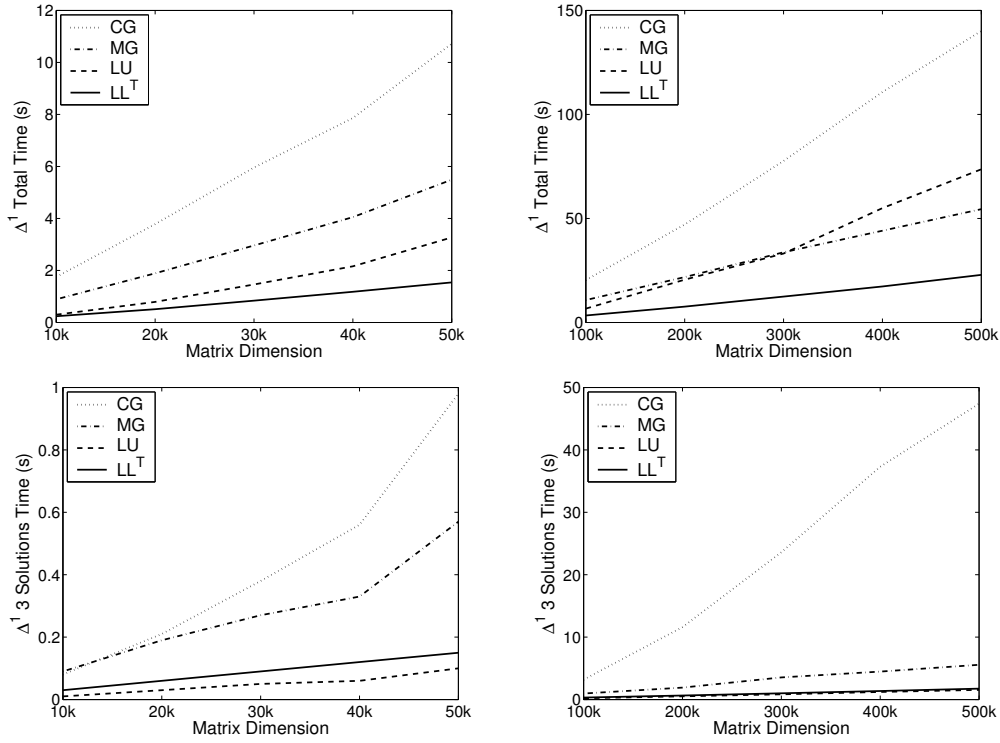 Δ¹ Total Time (s)
12
10
8
6
4
2
0
CG
MG
LU
LLᵀ
10k 20k 30k 40k 50k
Matrix Dimension
Δ¹ Total Time (s)
150
100
50
0
CG
MG
LU
LLᵀ
100k 200k 300k 400k 500k
Matrix Dimension
Δ¹ 3 Solutions Time (s)
1
0.8
0.6
0.4
0.2
0
CG
MG
LU
LLᵀ
10k 20k 30k 40k 50k
Matrix Dimension
Δ¹ 3 Solutions Time (s)
50
40
30
20
10
0
CG
MG
LU
LLᵀ
100k 200k 300k 400k 500k
Matrix Dimension